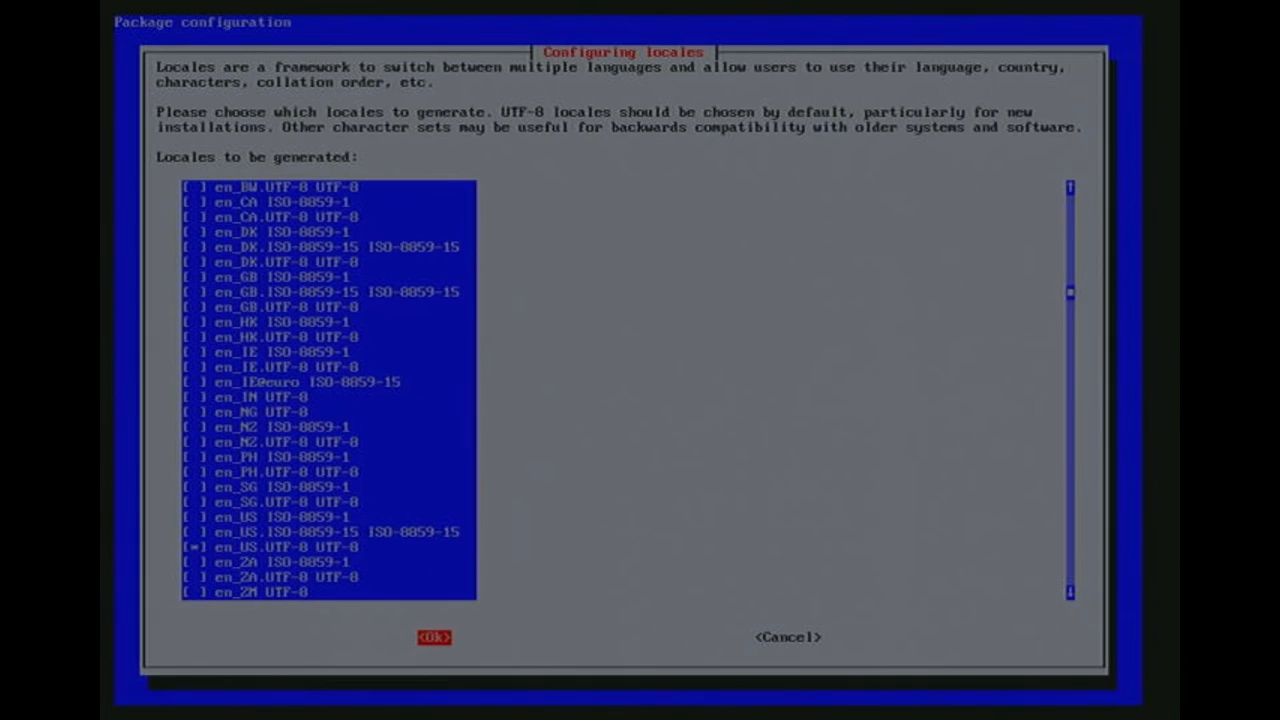 Package configuration
Configuring locales
Locales are a framework to switch between multiple languages and allow users to use their language, country,
characters, collation order, etc.
Please choose which locales to generate. UTF-8 locales should be chosen by default, particularly for new
installations. Other character sets may be useful for backwards compatibility with older systems and software.
Locales to be generated:
[ ] en_BW.UTF-8 UTF-8
[ ] en_CA ISO-8859-1
[ ] en_CA.UTF-8 UTF-8
[ ] en_DK ISO-8859-1
[ ] en_DK.ISO-8859-15 ISO-8859-15
[ ] en_DK.UTF-8 UTF-8
[ ] en_GB ISO-8859-1
[ ] en_GB.ISO-8859-15 ISO-8859-15
[ ] en_GB.UTF-8 UTF-8
[ ] en_HK ISO-8859-1
[ ] en_HK.UTF-8 UTF-8
[ ] en_IE ISO-8859-1
[ ] en_IE.UTF-8 UTF-8
[ ] en_IE@euro ISO-8859-15
[ ] en_IN UTF-8
[ ] en_NG UTF-8
[ ] en_NZ ISO-8859-1
[ ] en_NZ.UTF-8 UTF-8
[ ] en_PH ISO-8859-1
[ ] en_PH.UTF-8 UTF-8
[ ] en_SG ISO-8859-1
[ ] en_SG.UTF-8 UTF-8
[ ] en_US ISO-8859-1
[ ] en_US.ISO-8859-15 ISO-8859-15
[*] en_US.UTF-8 UTF-8
[ ] en_ZA ISO-8859-1
[ ] en_ZA.UTF-8 UTF-8
[ ] en_ZM UTF-8
<Ok> <Cancel>